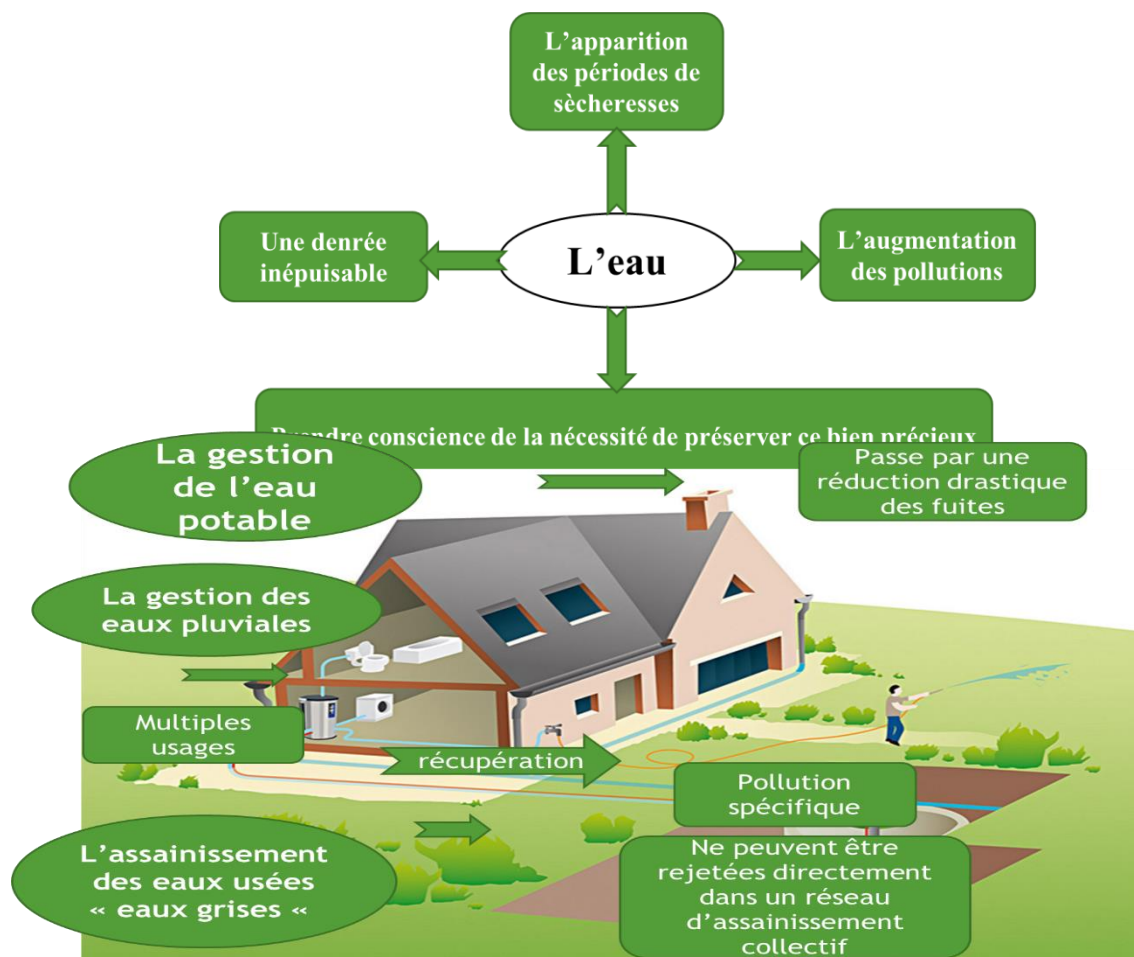 L’apparition
des périodes de
sècheresses
Une denrée
inépuisable
L’eau
L’augmentation
des pollutions
Prendre conscience de la nécessité de préserver ce bien précieux
La gestion
de l’eau
potable
Passe par une
réduction drastique
des fuites
La gestion des
eaux pluviales
Multiples
usages
récupération
Pollution
spécifique
L’assainissement
des eaux usées
« eaux grises «
Ne peuvent être
rejetées directement
dans un réseau
d’assainissement
collectif